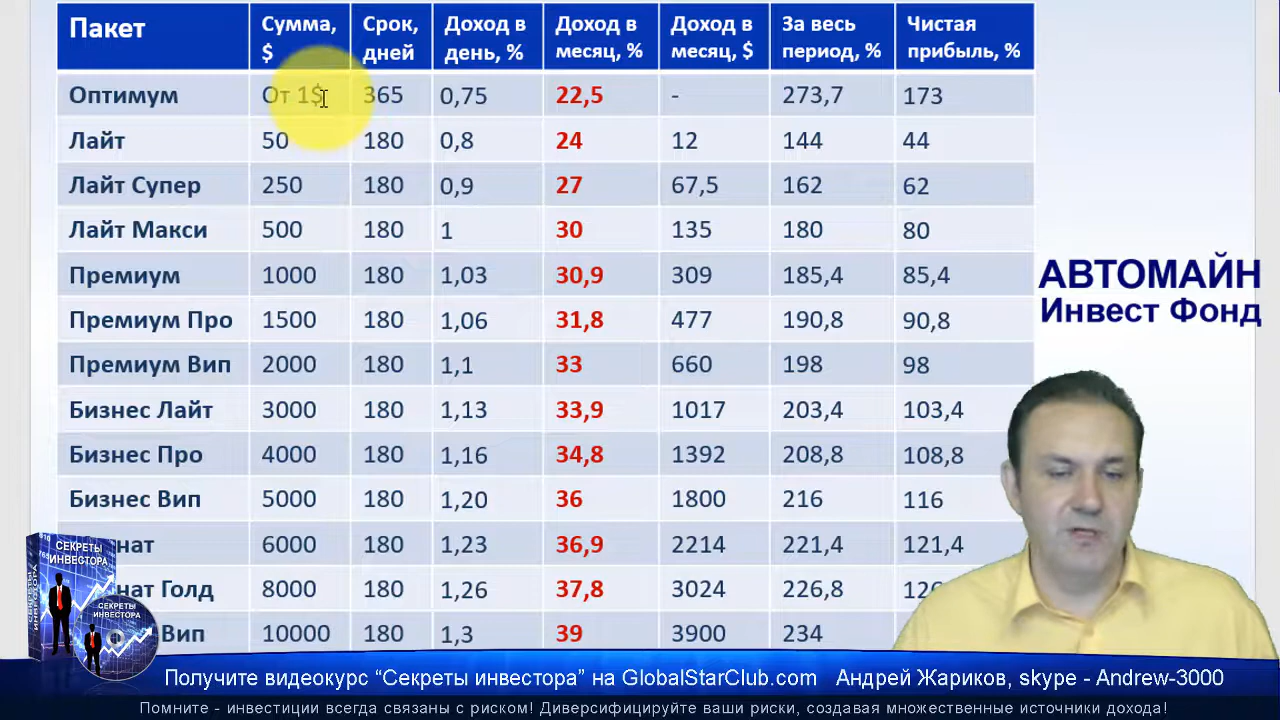 Пакет Сумма, $ Срок, дней Доход в день, % Доход в месяц, % Доход в месяц, $ За весь период, % Чистая прибыль, %
Оптимум От 1$ 365 0,75 22,5 - 273,7 173
Лайт 50 180 0,8 24 12 144 44
Лайт Супер 250 180 0,9 27 67,5 162 62
Лайт Макси 500 180 1 30 135 180 80
Премиум 1000 180 1,03 30,9 309 185,4 85,4
Премиум Про 1500 180 1,06 31,8 477 190,8 90,8
Премиум Вип 2000 180 1,1 33 660 198 98
Бизнес Лайт 3000 180 1,13 33,9 1017 203,4 103,4
Бизнес Про 4000 180 1,16 34,8 1392 208,8 108,8
Бизнес Вип 5000 180 1,20 36 1800 216 116
нат 6000 180 1,23 36,9 2214 221,4 121,4
нат Голд 8000 180 1,26 37,8 3024 226,8
Вип 10000 180 1,3 39 3900 234
АВТОМАЙН
Инвест Фонд
СЕКРЕТЫ
ИНВЕСТОРА
СЕКРЕТЫ ИНВЕСТОРА
СЕКРЕТЫ
ИНВЕСТОРА
Получите видеокурс “Секреты инвестора” на GlobalStarClub.com Андрей Жариков, skype - Andrew-3000
Помните - инвестиции всегда связаны с риском! Диверсифицируйте ваши риски, создавая множественные источники дохода!